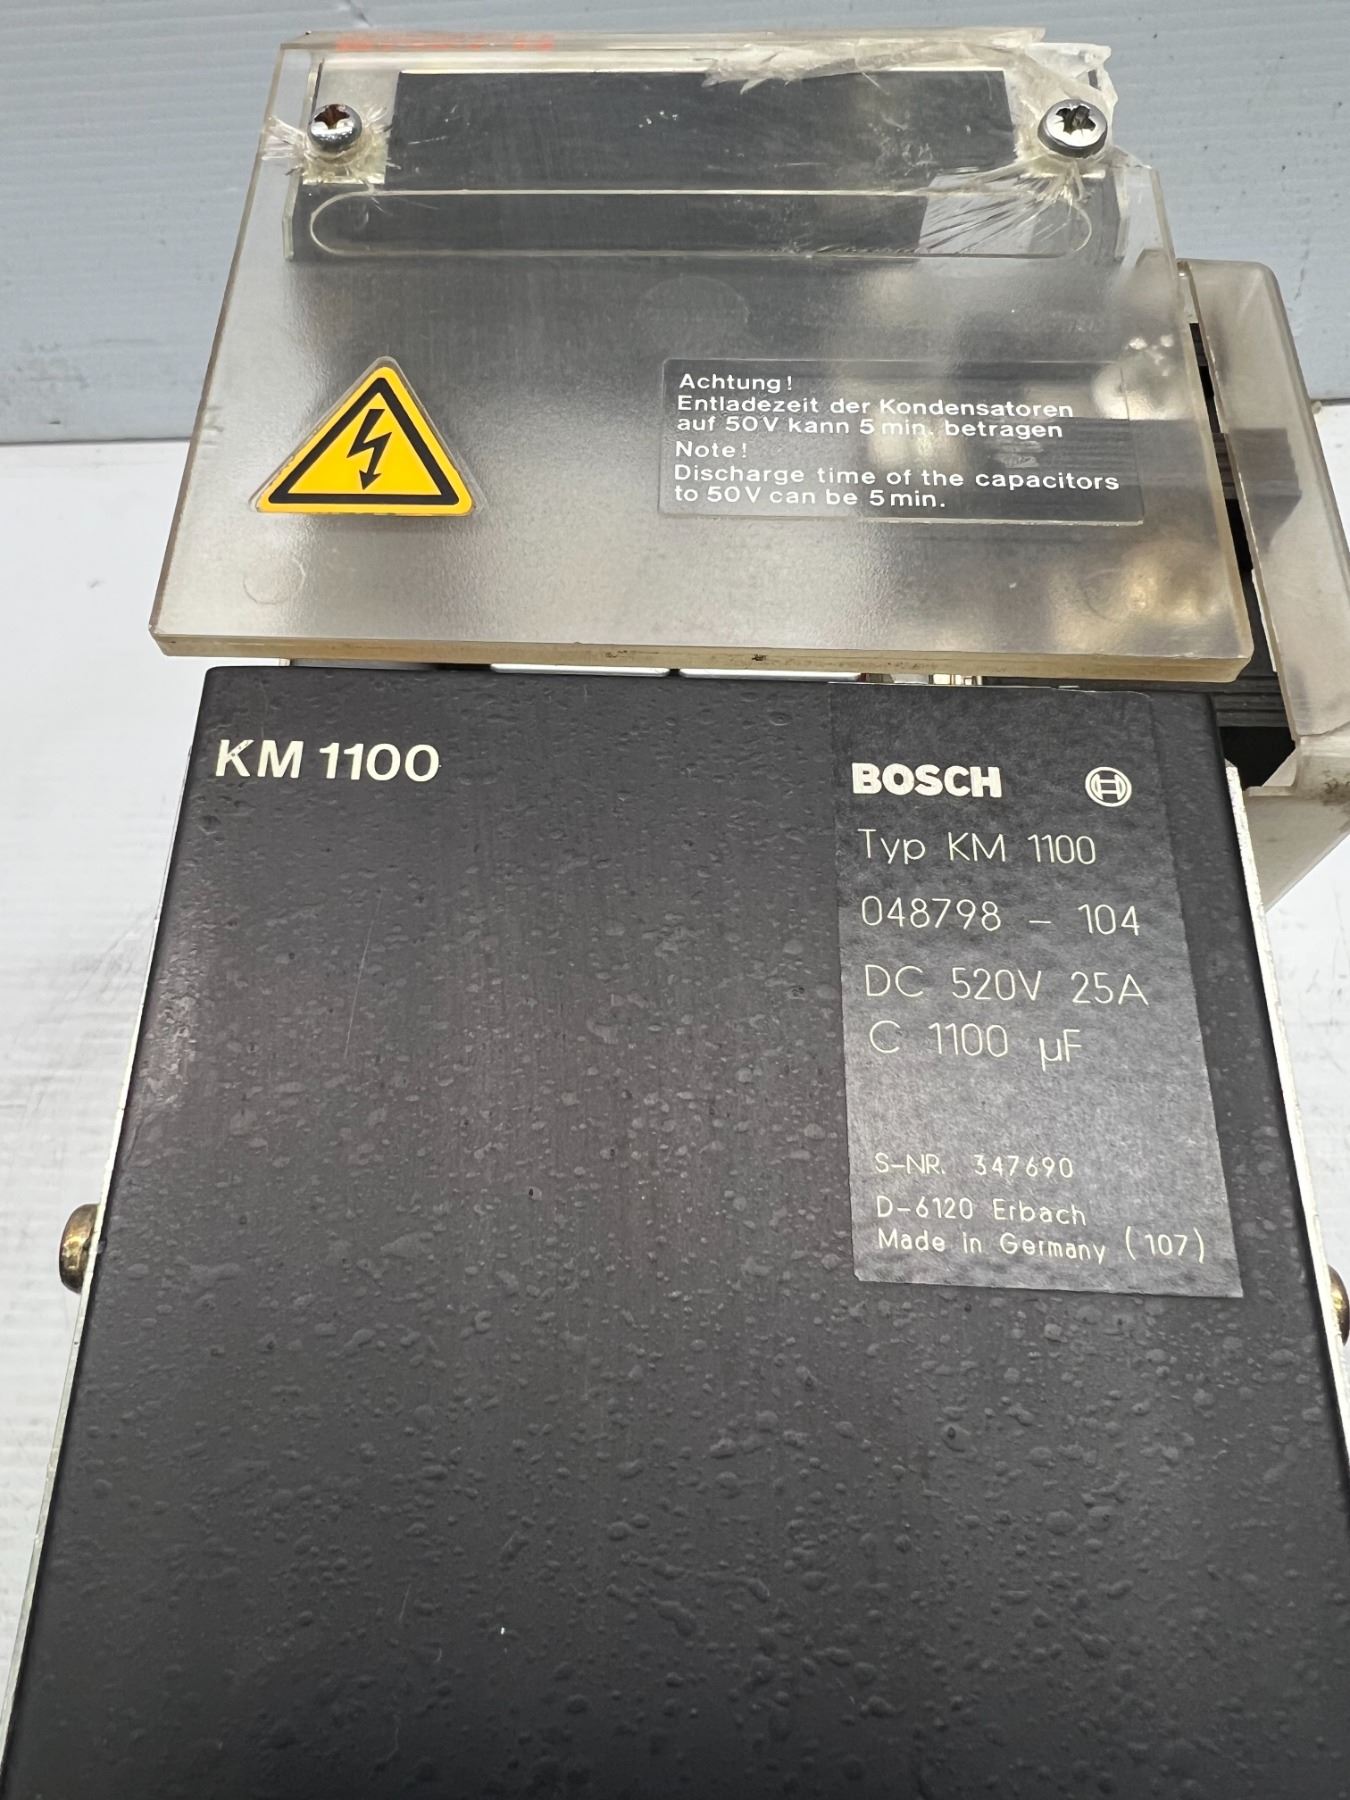 Achtung!
Entladezeit der Kondensatoren
auf 50V kann 5 min. betragen
Note!
Discharge time of the capacitors
to 50V can be 5 min.
KM 1100
BOSCH
Typ KM 1100
048798 - 104
DC 520V 25A
C 1100 µF
S-NR. 347690
D-6120 Erbach
Made in Germany (107)